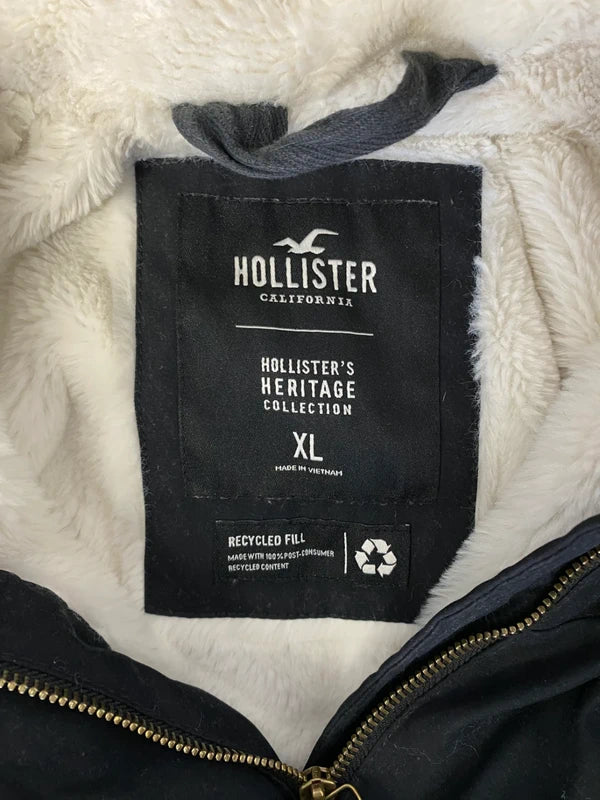 HOLLISTER
CALIFORNIA
HOLLISTER'S
HERITAGE
COLLECTION
XL
MADE IN VIETNAM
RECYCLED FILL
MADE WITH 100% POST-CONSUMER
RECYCLED CONTENT